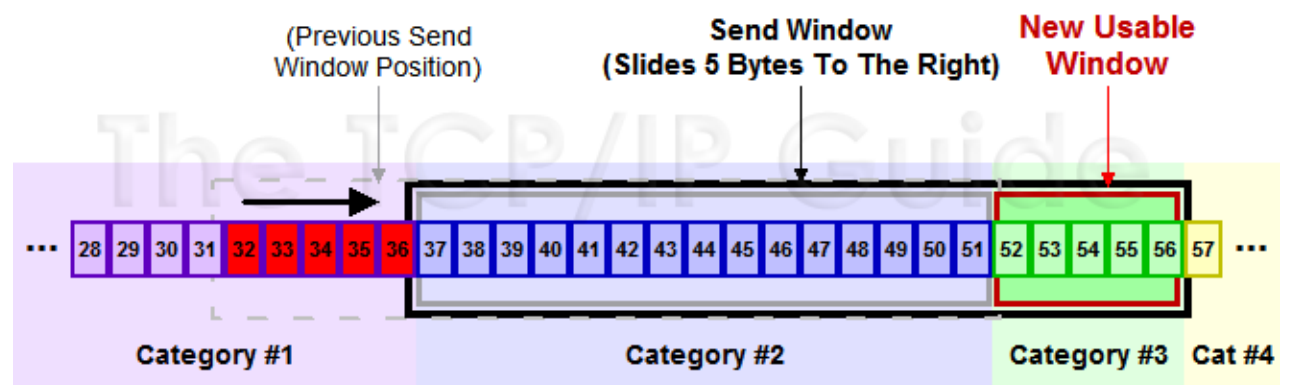 (Previous Send
Window Position)
Send Window
(Slides 5 Bytes To The Right)
New Usable
Window
The TCP/IP Guide
... 28 29 30 31 32 33 34 35 36 37 38 39 40 41 42 43 44 45 46 47 48 49 50 51 52 53 54 55 56 57 ...
Category #1 Category #2 Category #3 Cat #4